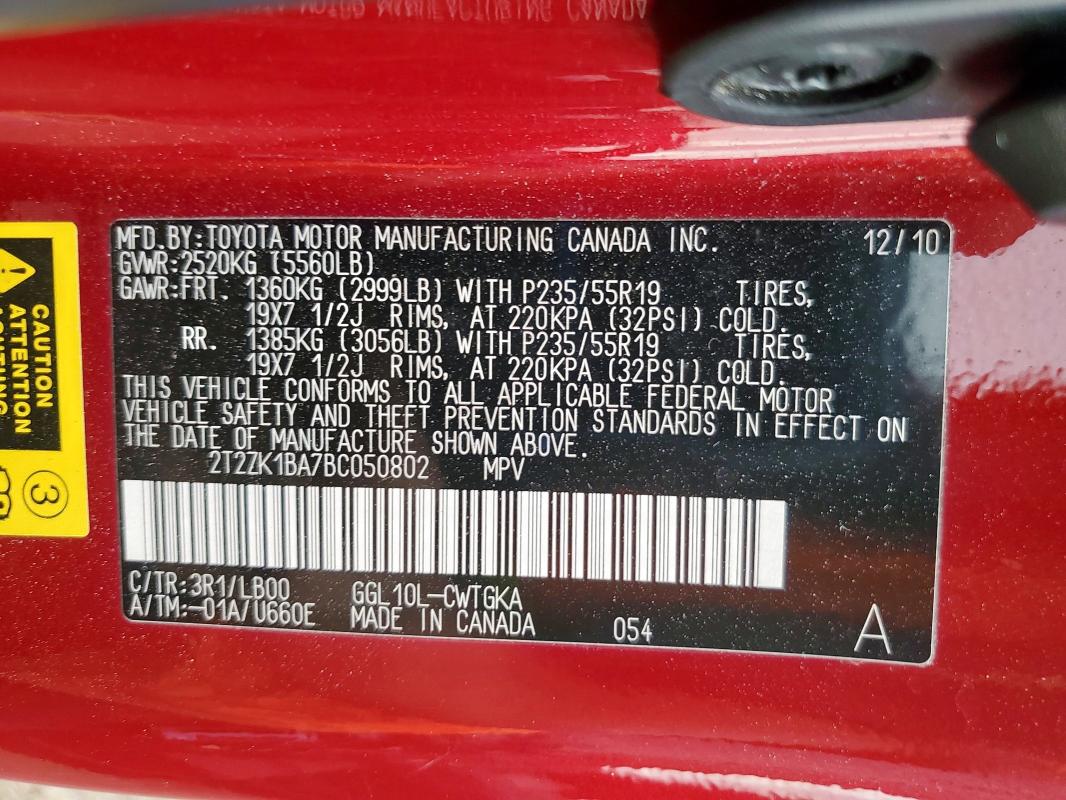 MOTOR MANUFACTURING CANADA
MFD.BY:TOYOTA MOTOR MANUFACTURING CANADA INC. 12/10
GVWR:2520KG (5560LB)
GAWR:FRT. 1360KG (2999LB) WITH P235/55R19 TIRES,
19X7 1/2J RIMS, AT 220KPA (32PSI) COLD.
RR. 1385KG (3056LB) WITH P235/55R19 TIRES,
19X7 1/2J RIMS, AT 220KPA (32PSI) COLD.
THIS VEHICLE CONFORMS TO ALL APPLICABLE FEDERAL MOTOR
VEHICLE SAFETY AND THEFT PREVENTION STANDARDS IN EFFECT ON
THE DATE OF MANUFACTURE SHOWN ABOVE.
2T2ZK1BA7BC050802 MPV
C/TR:3R1/LB00 GGL10L-CWTGKA
A/TM:-01A/U660E MADE IN CANADA 054 A
CAUTION
ATTENTION
3